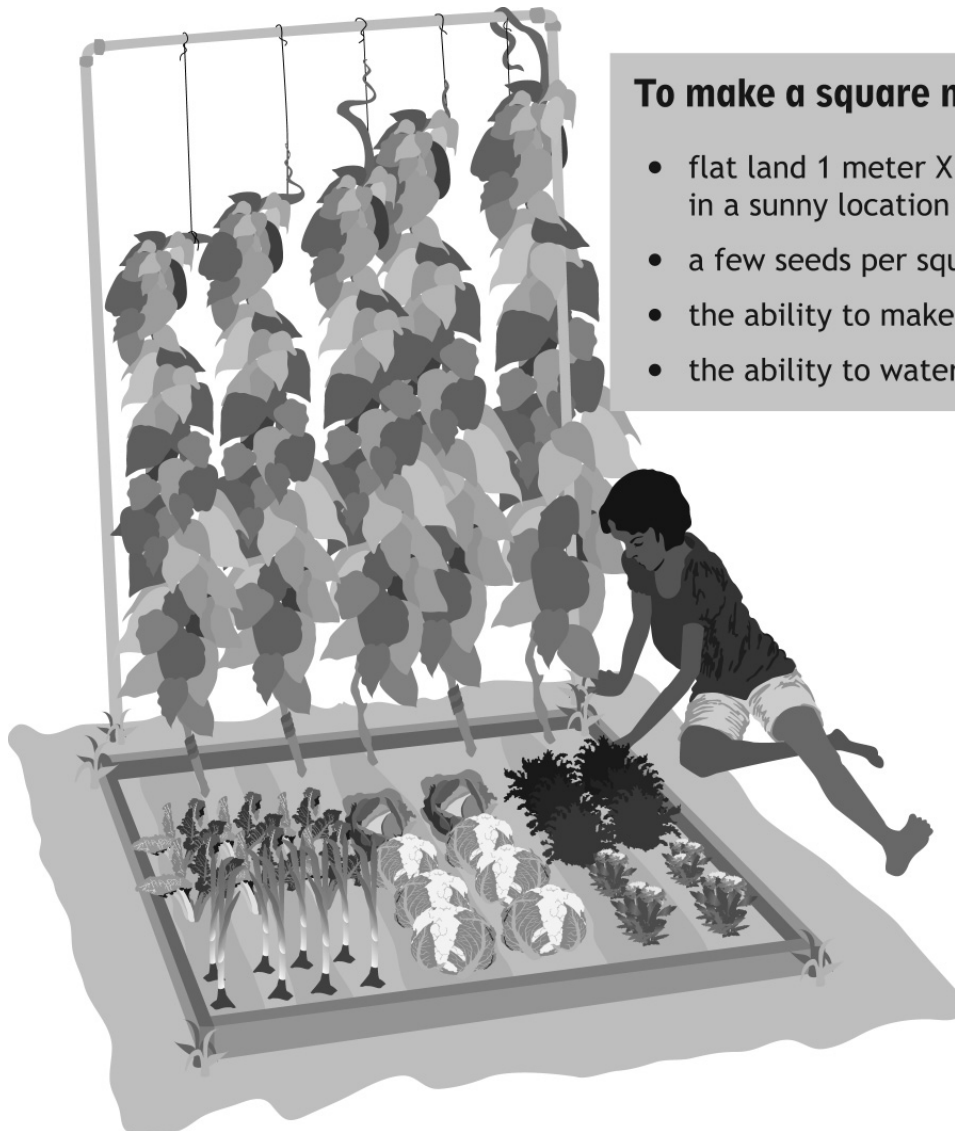 To make a square
• flat land 1 meter X
in a sunny location
• a few seeds per
• the ability to make
• the ability to water